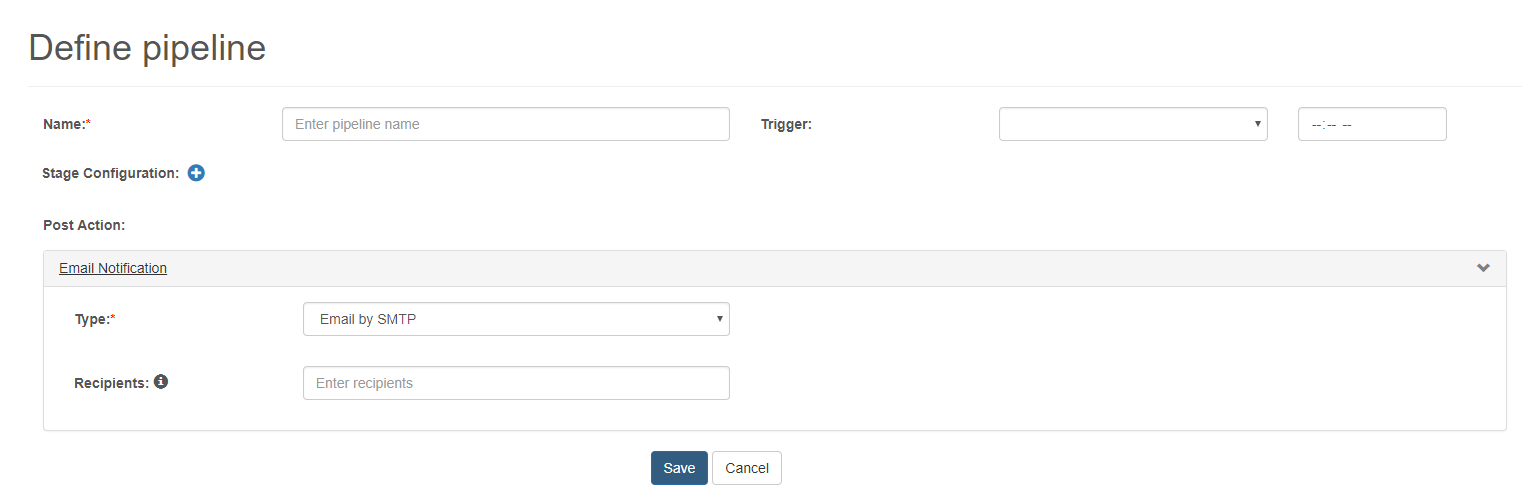 Define pipeline
Name:* Enter pipeline name Trigger: --:-- --
Stage Configuration:
Post Action:
Email Notification
Type:* Email by SMTP
Recipients: Enter recipients
Save Cancel